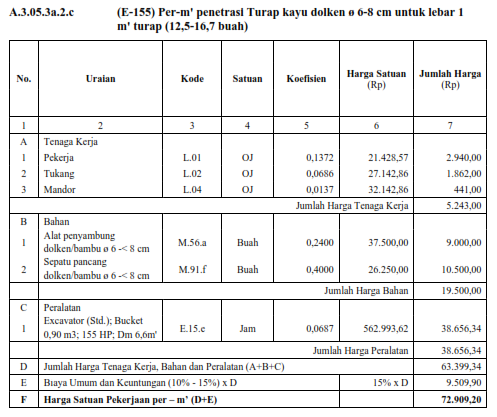 A.3.05.3a.2.c (E-155) Per-m' penetrasi Turap kayu dolken ø 6-8 cm untuk lebar 1
m' turap (12,5-16,7 buah)
No. Uraian Kode Satuan Koefisien Harga Satuan (Rp) Jumlah Harga (Rp)
1 2 3 4 5 6 7
A Tenaga Kerja
1 Pekerja L.01 OJ 0,1372 21.428,57 2.940,00
2 Tukang L.02 OJ 0,0686 27.142,86 1.862,00
3 Mandor L.04 OJ 0,0137 32.142,86 441,00
Jumlah Harga Tenaga Kerja 5.243,00
B Bahan
1 Alat penyambung dolken/bambu ø 6 -< 8 cm M.56.a Buah 0,2400 37.500,00 9.000,00
2 Sepatu pancang dolken/bambu ø 6 -< 8 cm M.91.f Buah 0,4000 26.250,00 10.500,00
Jumlah Harga Bahan 19.500,00
C Peralatan
1 Excavator (Std.); Bucket 0,90 m3; 155 HP; Dm 6,6m' E.15.e Jam 0,0687 562.993,62 38.656,34
Jumlah Harga Peralatan 38.656,34
D Jumlah Harga Tenaga Kerja, Bahan dan Peralatan (A+B+C) 63.399,34
E Biaya Umum dan Keuntungan (10% - 15%) x D 15% x D 9.509,90
F Harga Satuan Pekerjaan per – m' (D+E) 72.909,20